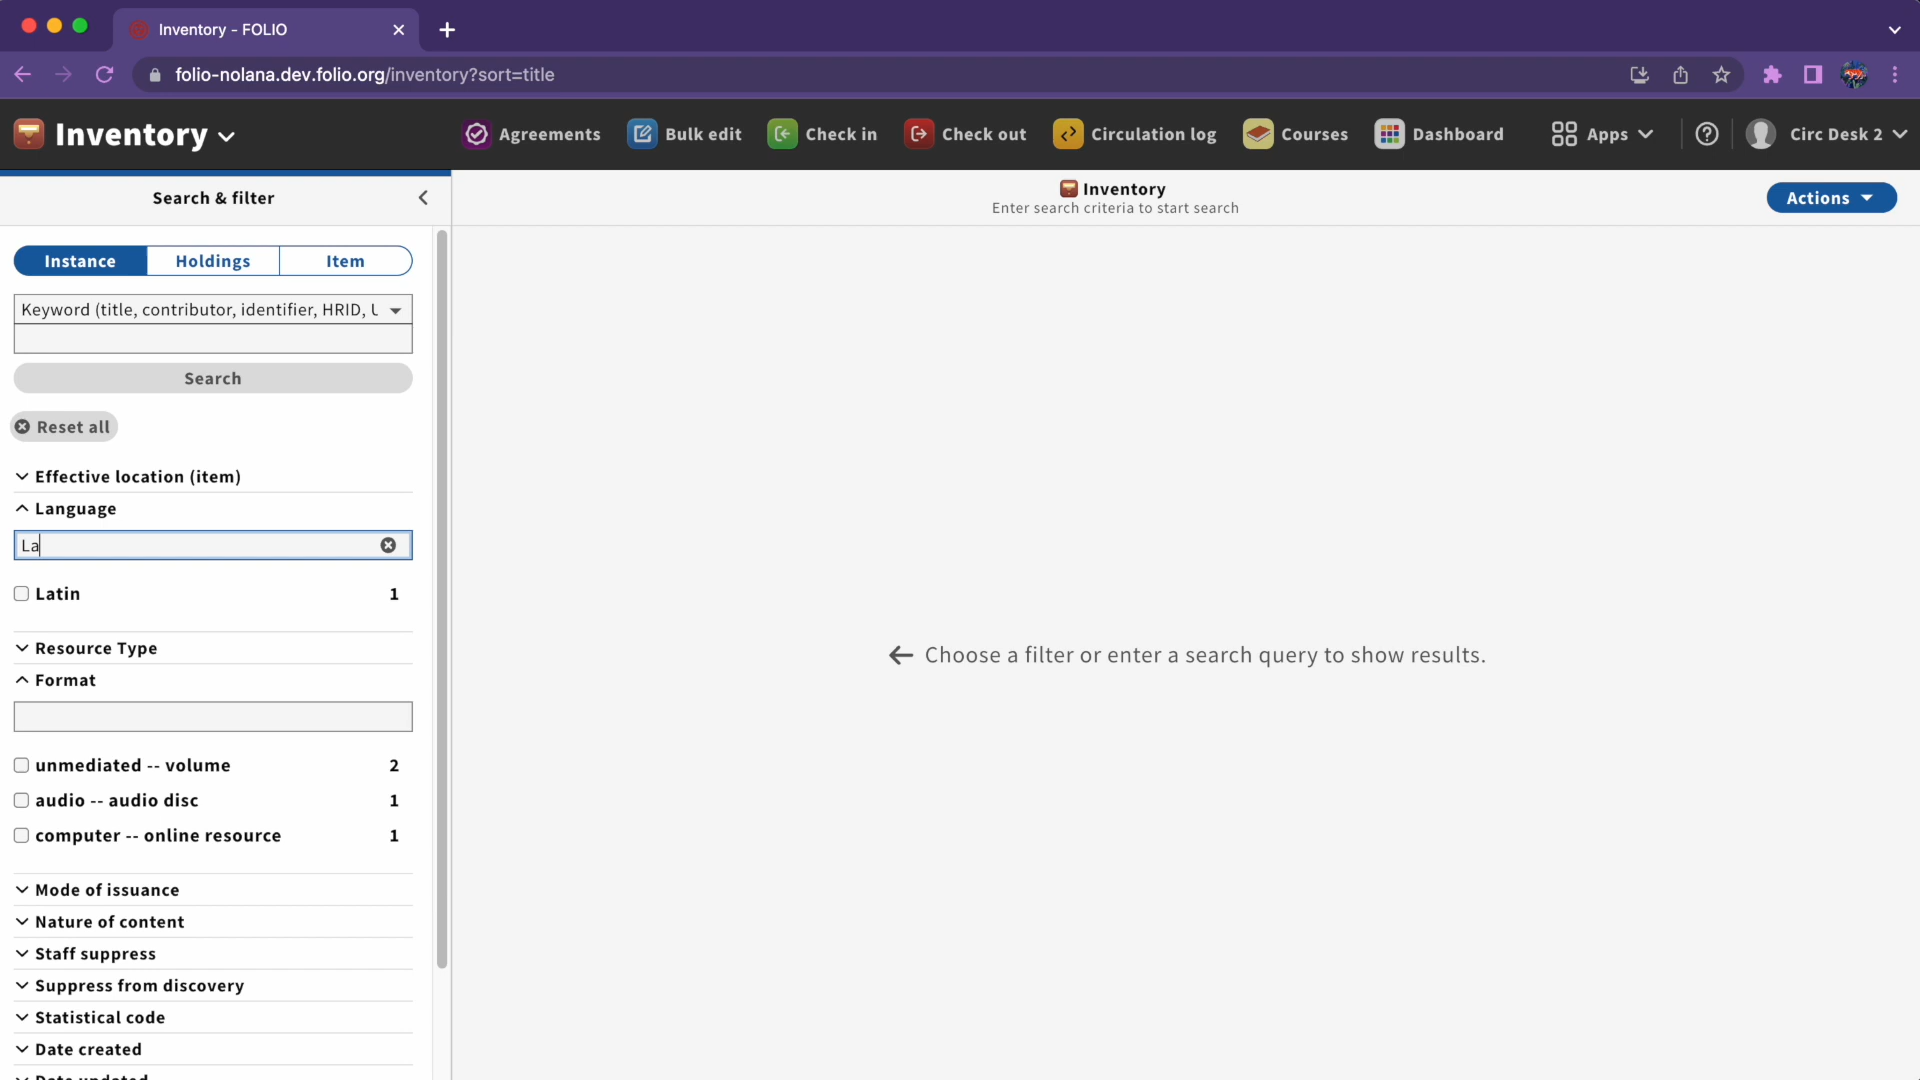 Inventory - FOLIO
folio-nolana.dev.folio.org/inventory?sort=title
Inventory
Agreements
Bulk edit
Check in
Check out
Circulation log
Courses
Dashboard
Apps
Circ Desk 2
Search & filter
Inventory
Enter search criteria to start search
Actions
Instance
Holdings
Item
Keyword (title, contributor, identifier, HRID, U
Search
Reset all
Effective location (item)
Language
La
Latin 1
Resource Type
Format
unmediated -- volume 2
audio -- audio disc 1
computer -- online resource 1
Mode of issuance
Nature of content
Staff suppress
Suppress from discovery
Statistical code
Date created
Date updated
Choose a filter or enter a search query to show results.